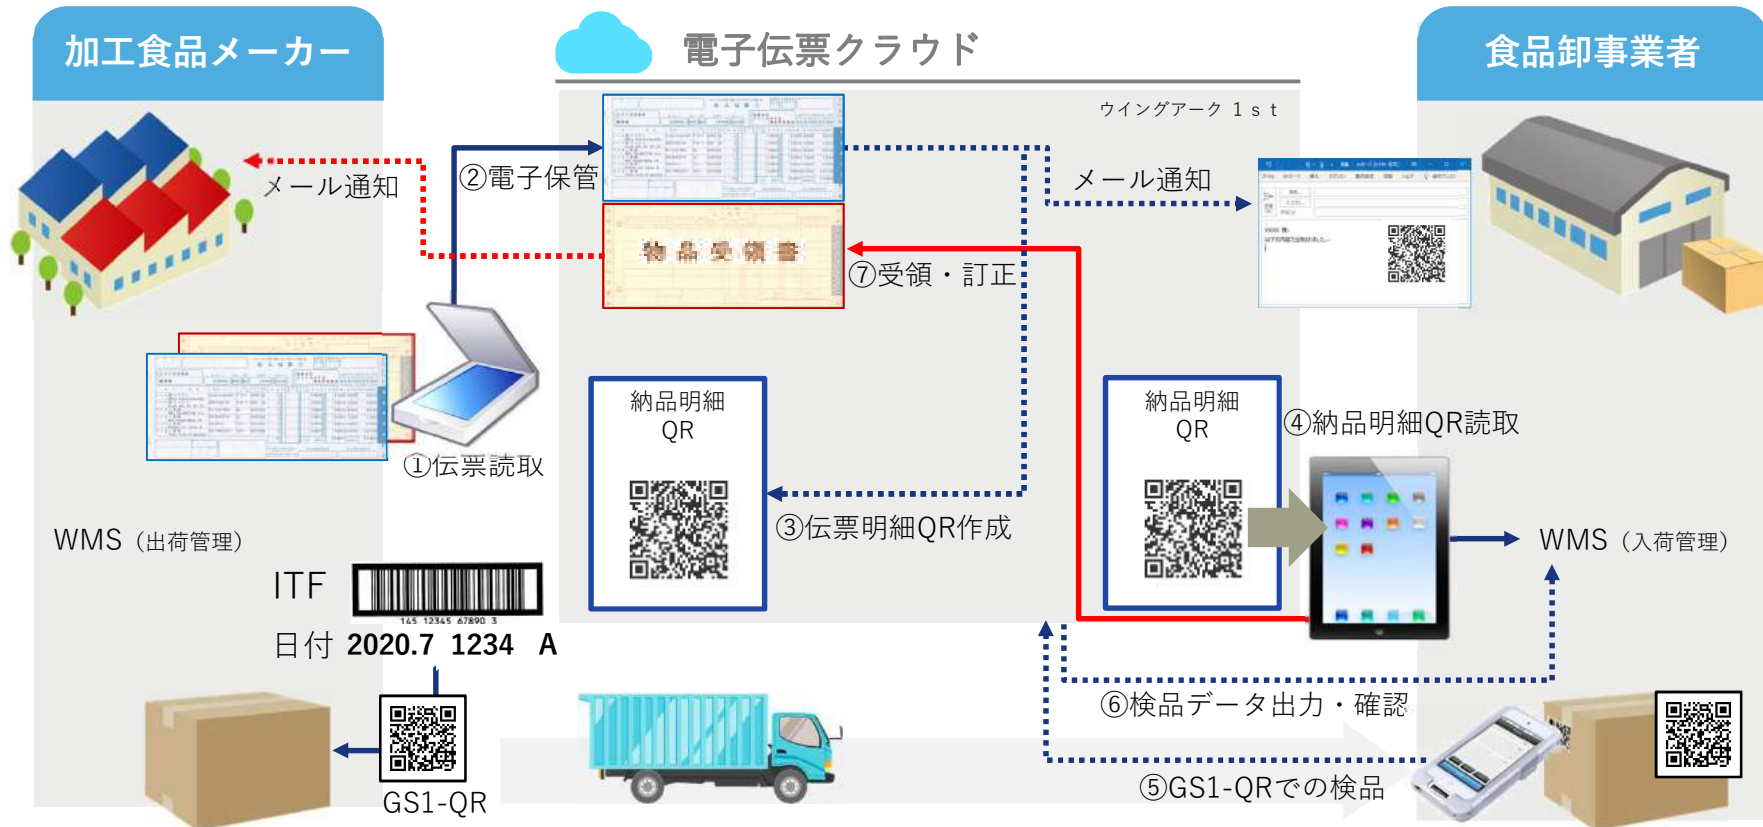 加工食品メーカー
電子伝票クラウド
食品卸事業者
ウイングアーク 1st
メール通知
②電子保管
メール通知
物品受領書
⑦受領・訂正
①伝票読取
納品明細
QR
③伝票明細QR作成
納品明細
QR
④納品明細QR読取
WMS（出荷管理）
WMS（入荷管理）
ITF
145 12345 67890 3
日付 2020.7 1234 A
GS1-QR
⑥検品データ出力・確認
⑤GS1-QRでの検品